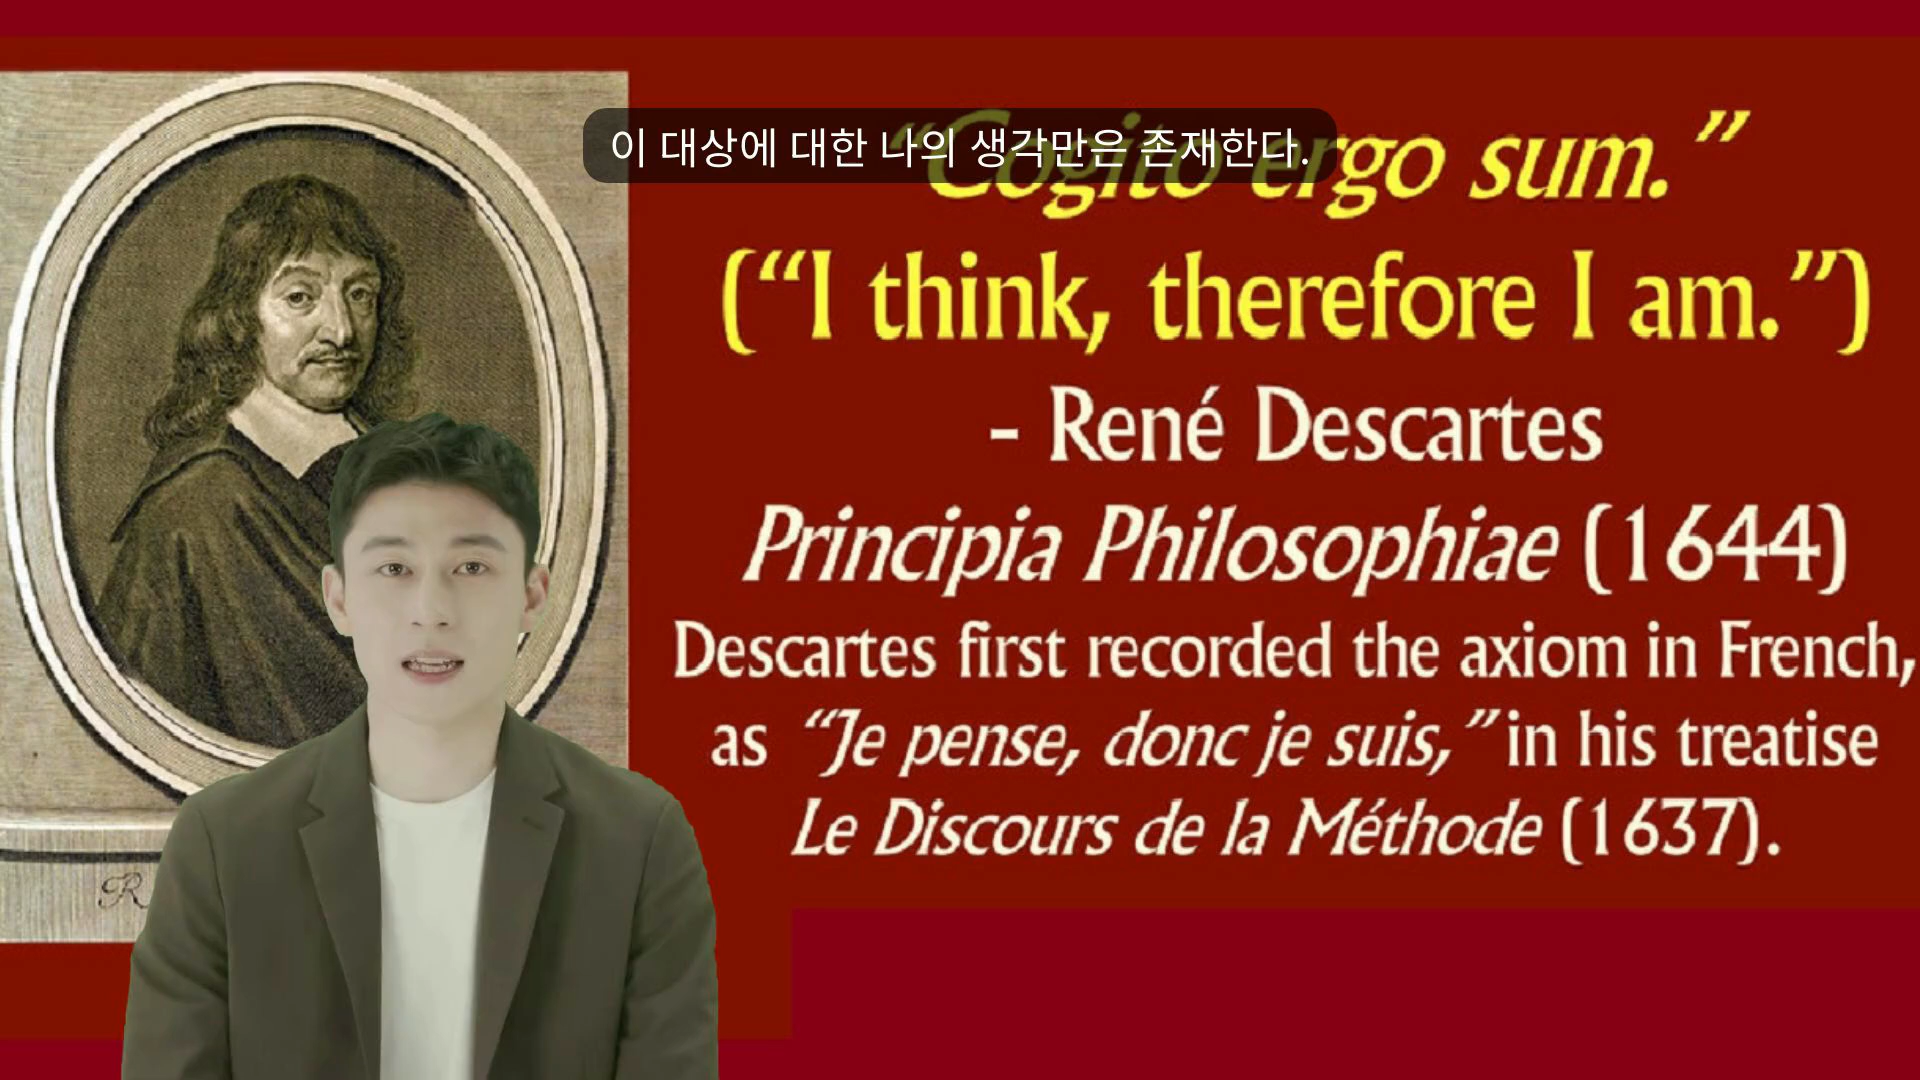 이 대상에 대한 나의 생각만은 존재한다.
“Cogito ergo sum.”
(“I think, therefore I am.”)
- René Descartes
Principia Philosophiae (1644)
Descartes first recorded the axiom in French,
as “Je pense, donc je suis,” in his treatise
Le Discours de la Méthode (1637).
R